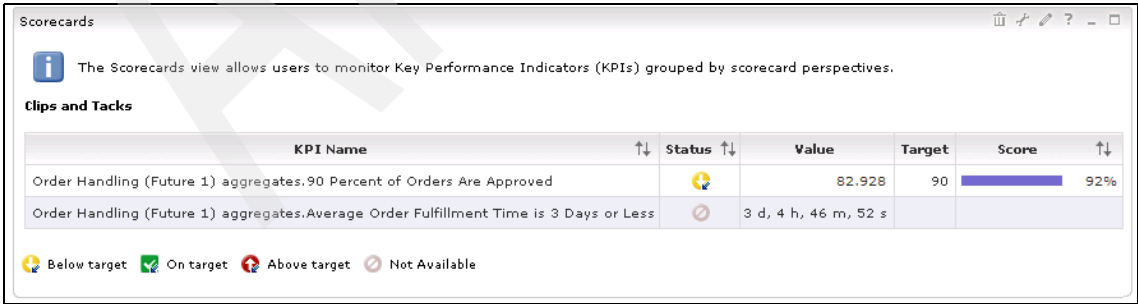 Scorecards
The Scorecards view allows users to monitor Key Performance Indicators (KPIs) grouped by scorecard perspectives.
Clips and Tacks
KPI Name Status Value Target Score
Order Handling (Future 1) aggregates.90 Percent of Orders Are Approved 82.928 90 92%
Order Handling (Future 1) aggregates.Average Order Fulfillment Time is 3 Days or Less 3 d, 4 h, 46 m, 52 s
Below target On target Above target Not Available